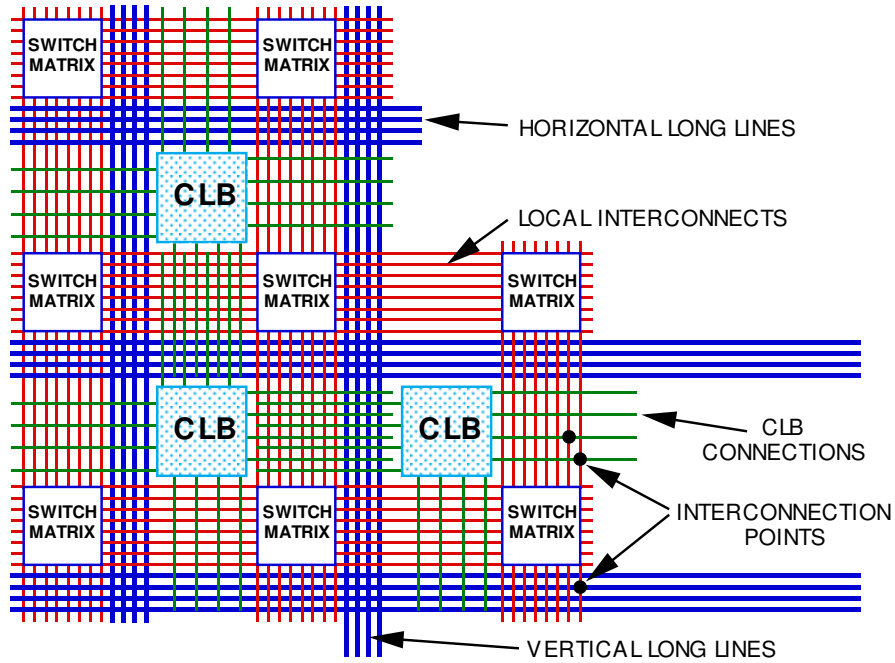 SWITCH
MATRIX
SWITCH
MATRIX
HORIZONTAL LONG LINES
CLB
LOCAL INTERCONNECTS
SWITCH
MATRIX
SWITCH
MATRIX
SWITCH
MATRIX
CLB
CLB
CLB
CONNECTIONS
SWITCH
MATRIX
SWITCH
MATRIX
SWITCH
MATRIX
INTERCONNECTION
POINTS
VERTICAL LONG LINES